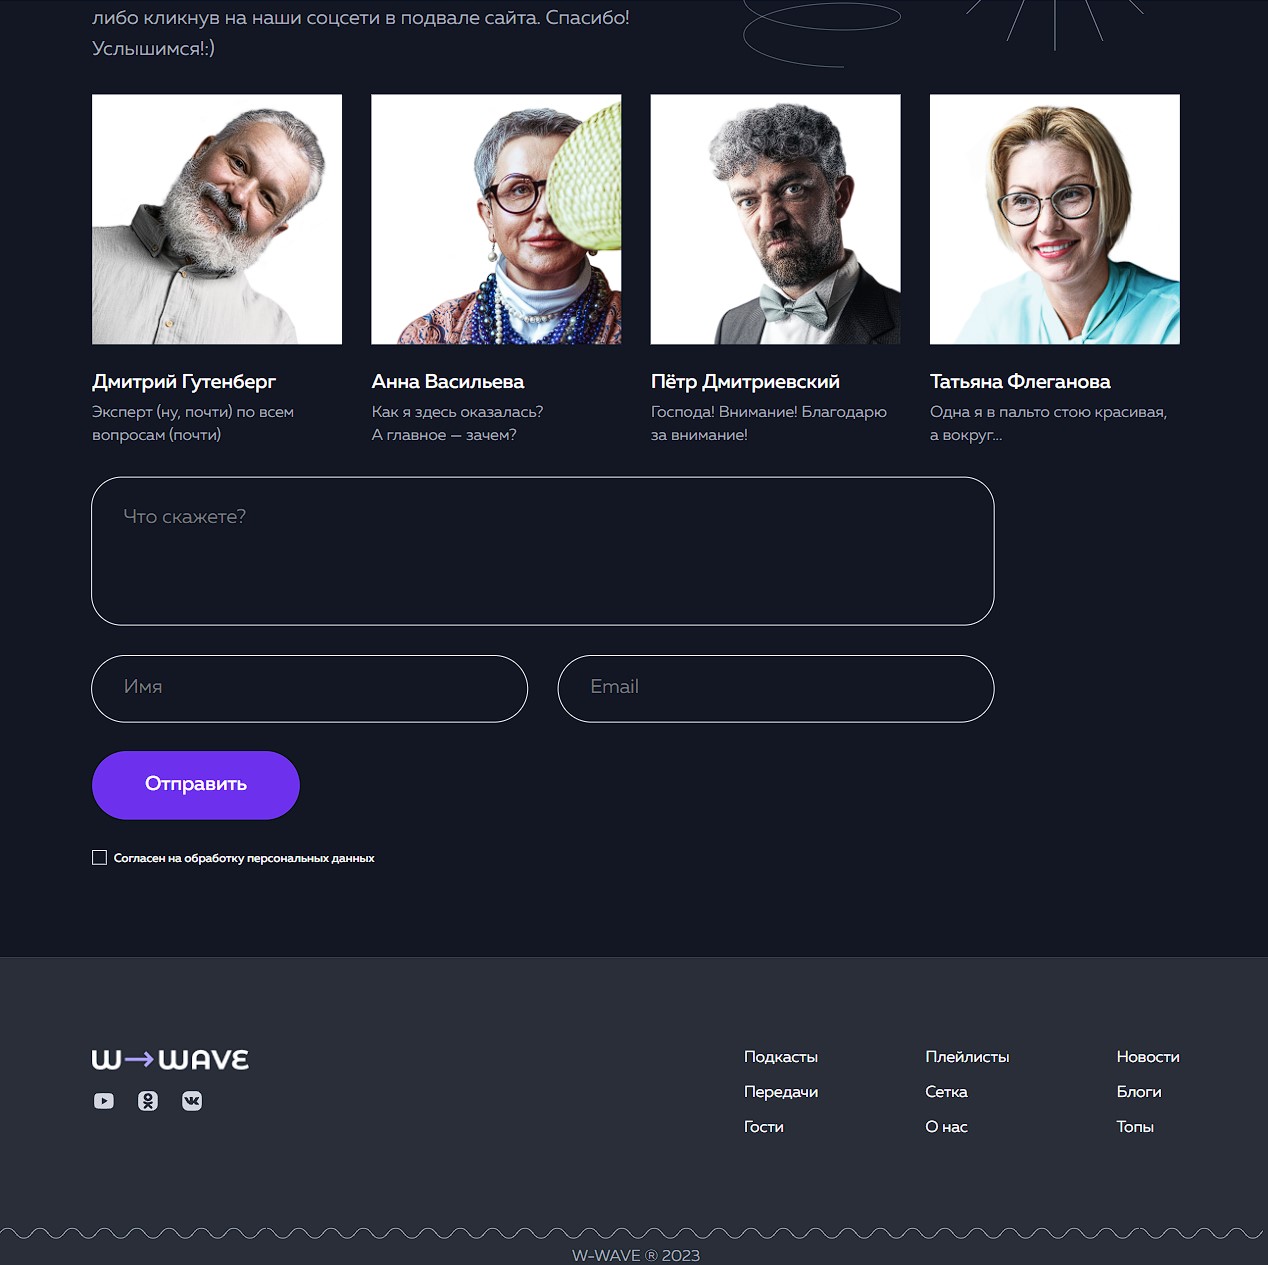 либо кликнув на наши соцсети в подвале сайта. Спасибо!
Услышимся!:)
Дмитрий Гутенберг
Эксперт (ну, почти) по всем
вопросам (почти)
Анна Васильева
Как я здесь оказалась?
А главное — зачем?
Пётр Дмитриевский
Господа! Внимание! Благодарю
за внимание!
Татьяна Флеганова
Одна я в пальто стою красивая,
а вокруг...
Что скажете?
Имя
Email
Отправить
Согласен на обработку персональных данных
W→WAVE
Подкасты
Передачи
Гости
Плейлисты
Сетка
О нас
Новости
Блоги
Топы
W-WAVE ® 2023